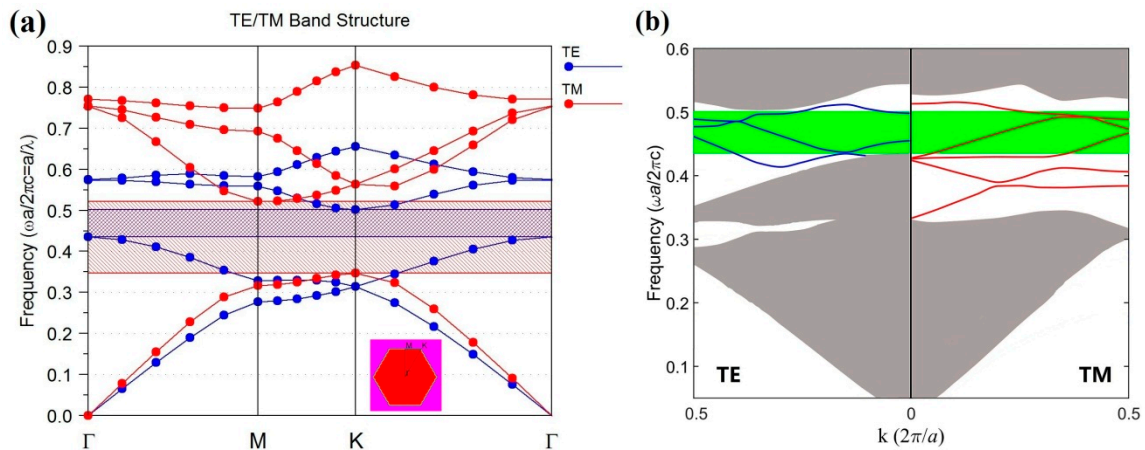 (a)
TE/TM Band Structure
TE
TM
0.9
0.8
0.7
0.6
0.5
0.4
0.3
0.2
0.1
0.0
Frequency (ωa/2πc=a/λ)
Γ
M
K
Γ
M K
(b)
0.6
0.5
0.4
0.3
0.2
0.1
Frequency (ωa/2πc)
TE
TM
0.5
0
0.5
k (2π/a)